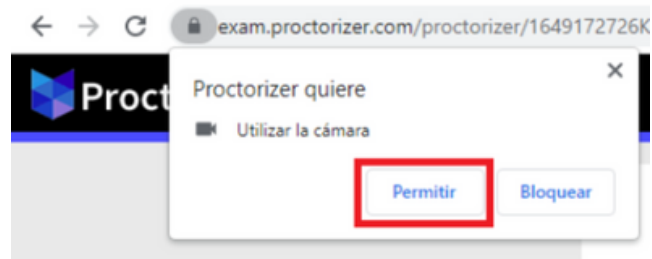 exam.proctorizer.com/proctorizer/1649172726K
Proct
Proctorizer quiere
Utilizar la cámara
Permitir Bloquear